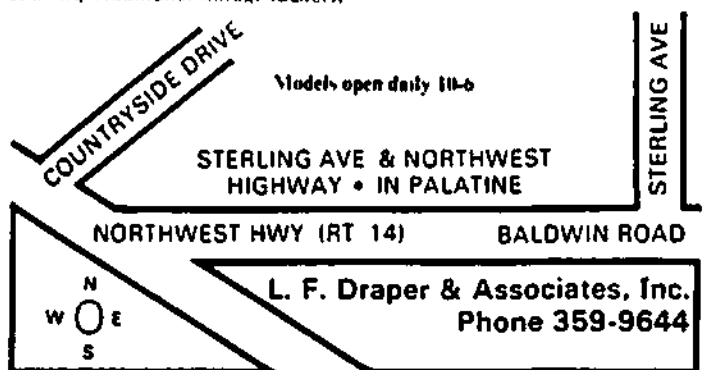 COUNTRYSIDE DRIVE
Models open daily 10-6
STERLING AVE
STERLING AVE & NORTHWEST
HIGHWAY • IN PALATINE
NORTHWEST HWY (RT 14)
BALDWIN ROAD
N
W E
S
L. F. Draper & Associates, Inc.
Phone 359-9644